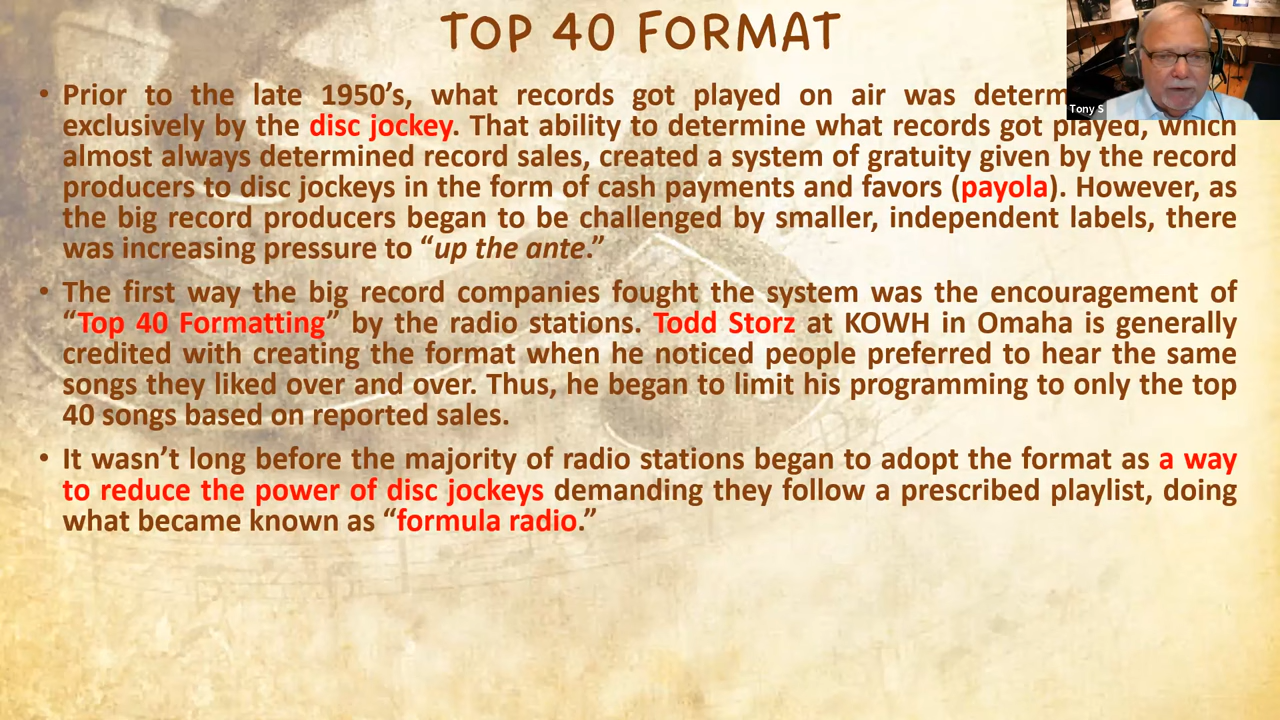 TOP 40 FORMAT
• Prior to the late 1950’s, what records got played on air was
Tony S
exclusively by the disc jockey. That ability to determine what records got played, which
almost always determined record sales, created a system of gratuity given by the record
producers to disc jockeys in the form of cash payments and favors (payola). However, as
the big record producers began to be challenged by smaller, independent labels, there
was increasing pressure to “up the ante.”
• The first way the big record companies fought the system was the encouragement of
“Top 40 Formatting” by the radio stations. Todd Storz at KOWH in Omaha is generally
credited with creating the format when he noticed people preferred to hear the same
songs they liked over and over. Thus, he began to limit his programming to only the top
40 songs based on reported sales.
• It wasn’t long before the majority of radio stations began to adopt the format as a way
to reduce the power of disc jockeys demanding they follow a prescribed playlist, doing
what became known as “formula radio.”